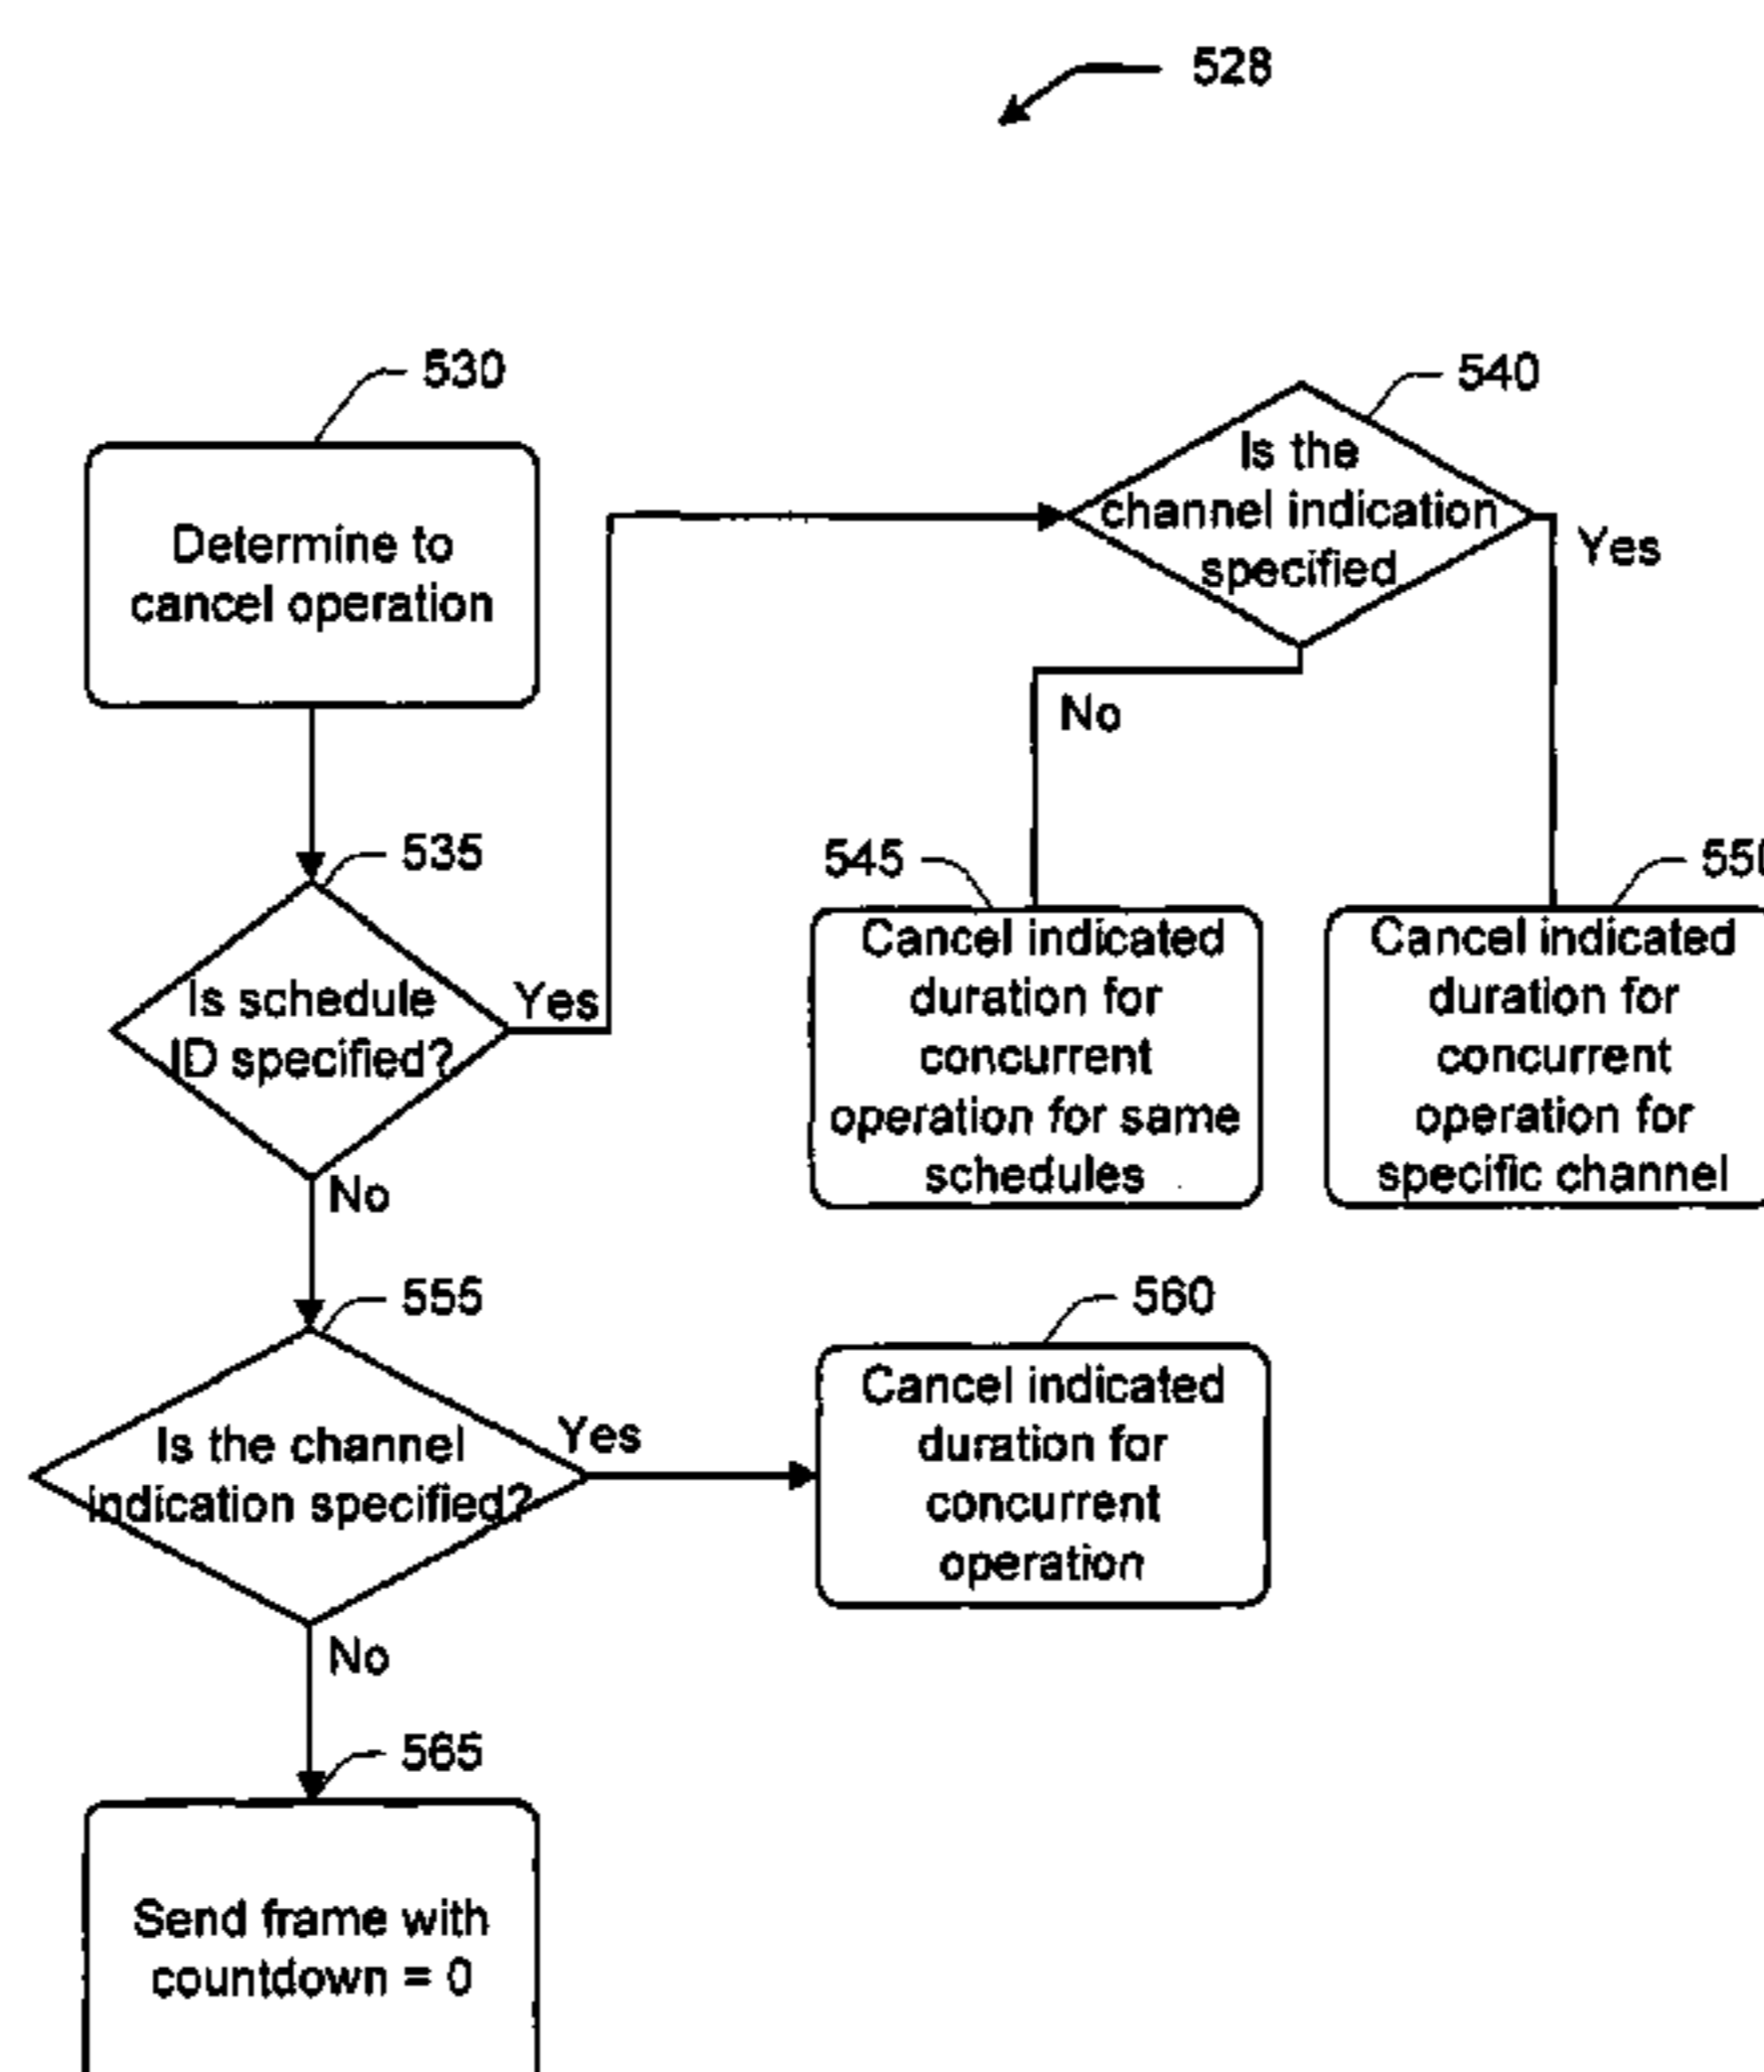 528
530
Determine to
cancel operation
540
Is the
channel indication
specified
Yes
No
535
Is schedule
ID specified?
Yes
No
545
Cancel indicated
duration for
concurrent
operation for same
schedules
Cancel indicated
duration for
concurrent
operation for
specific channel
555
Is the channel
indication specified?
Yes
No
560
Cancel indicated
duration for
concurrent
operation
565
Send frame with
countdown = 0